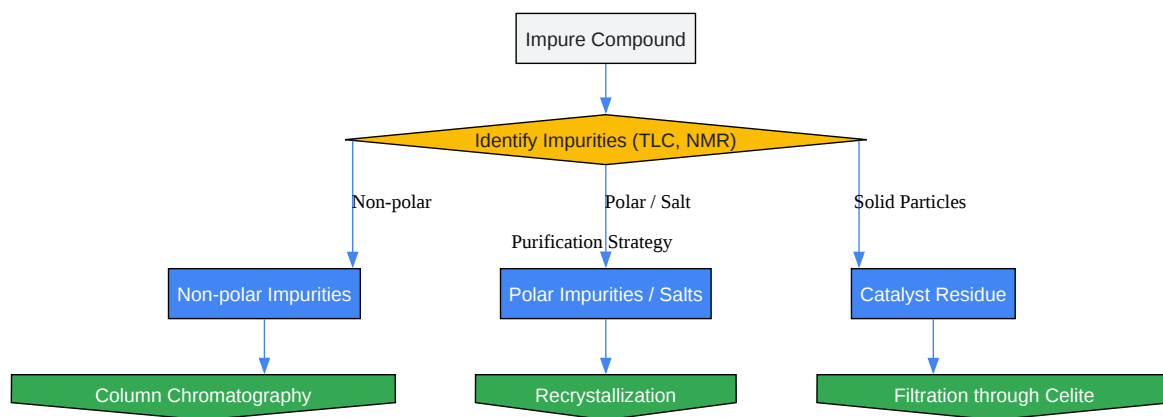 Impure Compound
Identify Impurities (TLC, NMR)
Non-polar
Polar / Salt
Solid Particles
Purification Strategy
Non-polar Impurities
Polar Impurities / Salts
Catalyst Residue
Column Chromatography
Recrystallization
Filtration through Celite